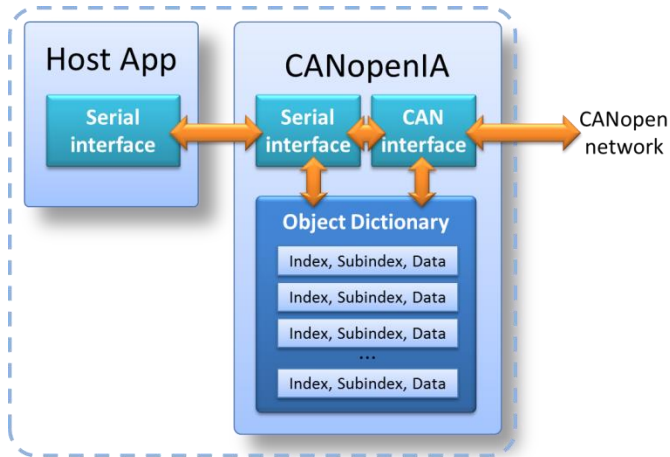 Host App
CANopenIA
Serial
interface
Serial
interface
CAN
interface
CANopen
network
Object Dictionary
Index, Subindex, Data
Index, Subindex, Data
Index, Subindex, Data
...
Index, Subindex, Data